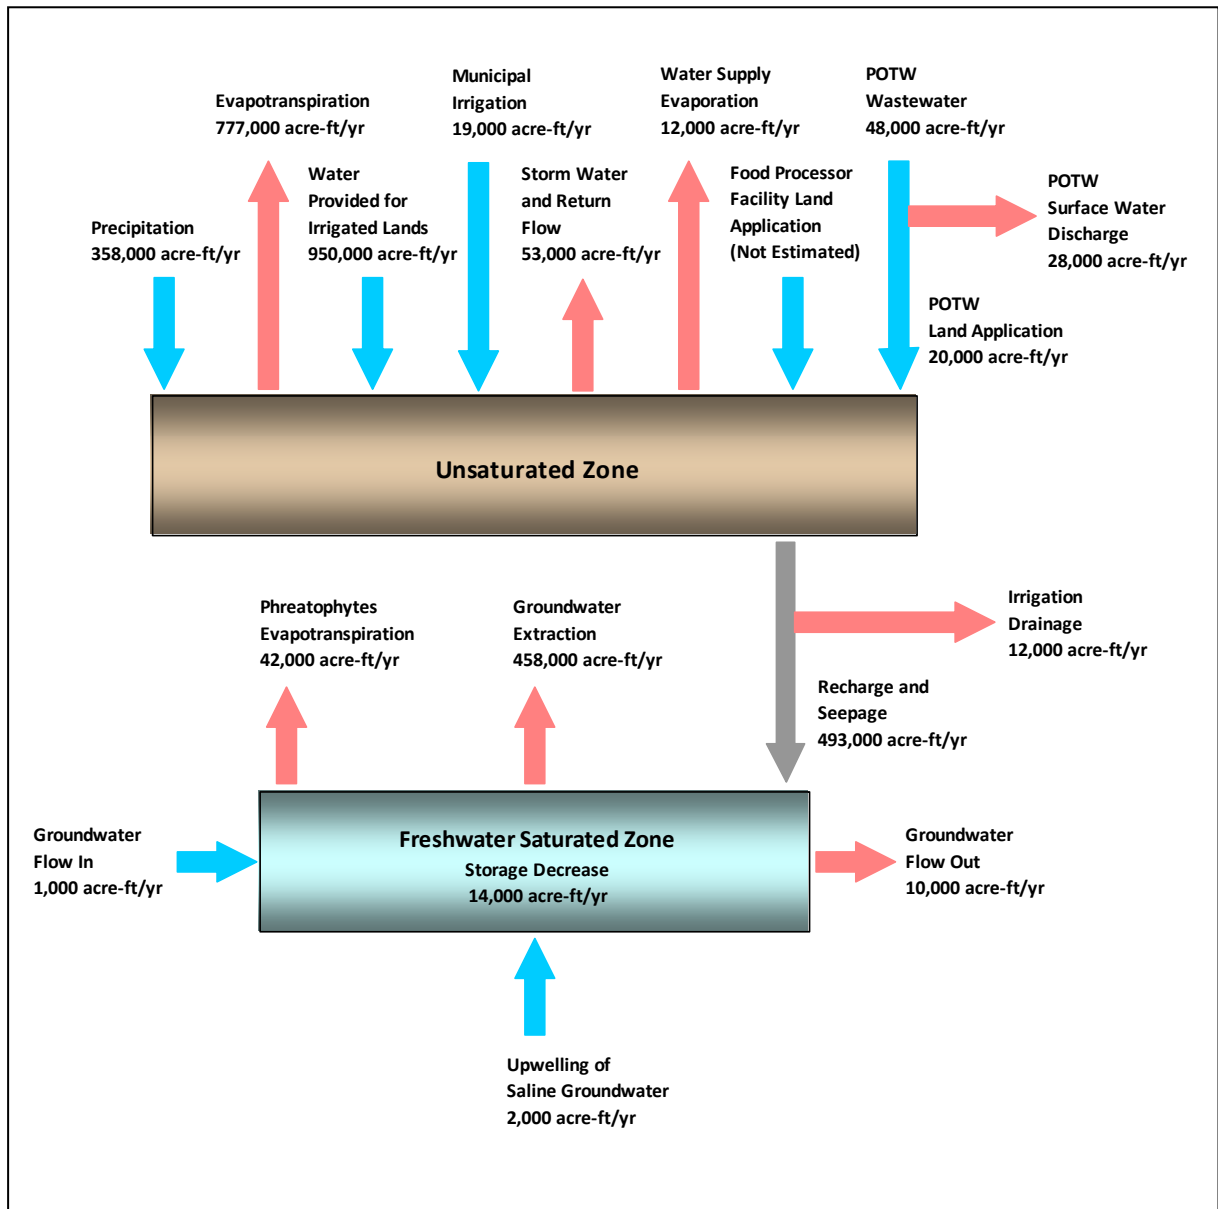 Evapotranspiration
777,000 acre-ft/yr
Municipal
Irrigation
19,000 acre-ft/yr
Water Supply
Evaporation
12,000 acre-ft/yr
POTW
Wastewater
48,000 acre-ft/yr
Precipitation
358,000 acre-ft/yr
Water
Provided for
Irrigated Lands
950,000 acre-ft/yr
Storm Water
and Return
Flow
53,000 acre-ft/yr
Food Processor
Facility Land
Application
(Not Estimated)
POTW
Surface Water
Discharge
28,000 acre-ft/yr
POTW
Land Application
20,000 acre-ft/yr
Unsaturated Zone
Phreatophytes
Evapotranspiration
42,000 acre-ft/yr
Groundwater
Extraction
458,000 acre-ft/yr
Irrigation
Drainage
12,000 acre-ft/yr
Recharge and
Seepage
493,000 acre-ft/yr
Groundwater
Flow In
1,000 acre-ft/yr
Freshwater Saturated Zone
Storage Decrease
14,000 acre-ft/yr
Groundwater
Flow Out
10,000 acre-ft/yr
Upwelling of
Saline Groundwater
2,000 acre-ft/yr